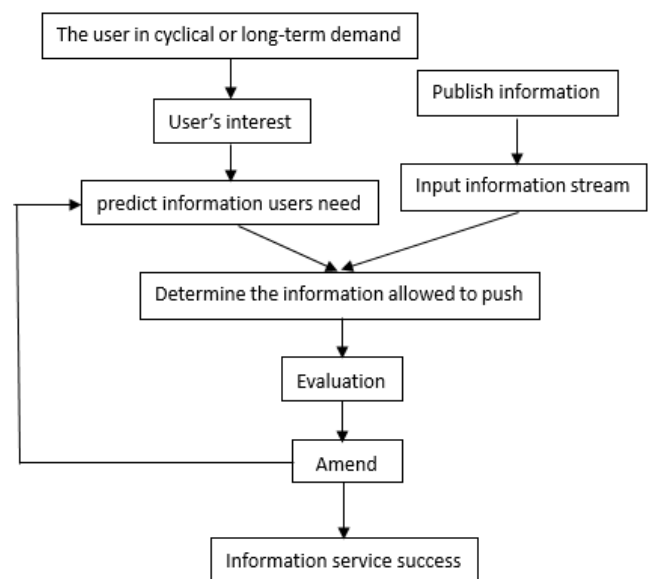 The user in cyclical or long-term demand
Publish information
User’s interest
Input information stream
predict information users need
Determine the information allowed to push
Evaluation
Amend
Information service success